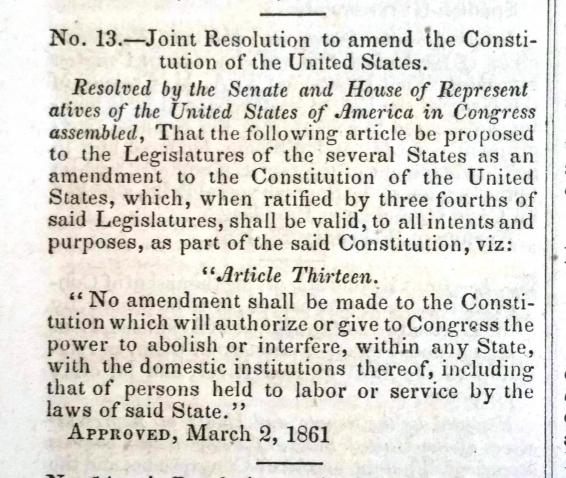 No. 13.—Joint Resolution to amend the Consti-
tution of the United States.
Resolved by the Senate and House of Represent
atives of the United States of America in Congress
assembled, That the following article be proposed
to the Legislatures of the several States as an
amendment to the Constitution of the United
States, which, when ratified by three fourths of
said Legislatures, shall be valid, to all intents and
purposes, as part of the said Constitution, viz:
"Article Thirteen.
"No amendment shall be made to the Consti-
tution which will authorize or give to Congress the
power to abolish or interfere, within any State,
with the domestic institutions thereof, including
that of persons held to labor or service by the
laws of said State."
APPROVED, March 2, 1861